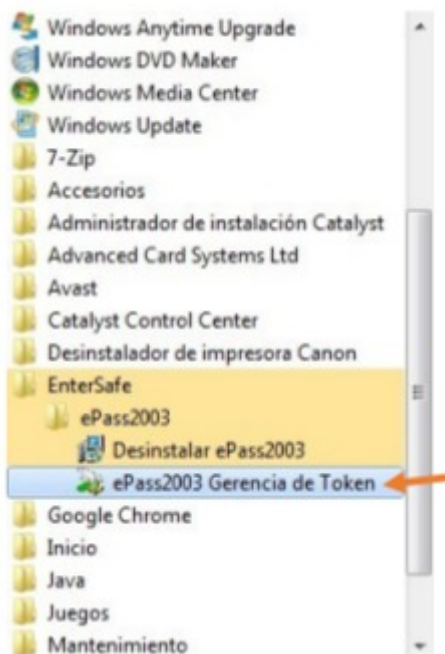 Windows Anytime Upgrade
Windows DVD Maker
Windows Media Center
Windows Update
7-Zip
Accesorios
Administrador de instalación Catalyst
Advanced Card Systems Ltd
Avast
Catalyst Control Center
Desinstalador de impresora Canon
EnterSafe
ePass2003
Desinstalar ePass2003
ePass2003 Gerencia de Token
Google Chrome
Inicio
Java
Juegos
Mantenimiento